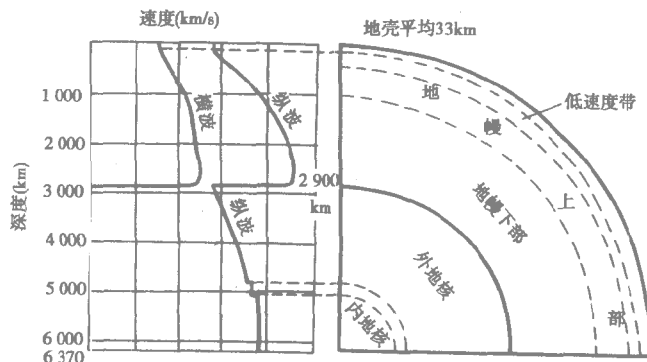 速度(km/s)
地壳平均33km
1 000
2 000
3 000
4 000
5 000
6 000
6 370
深度(km)
横波
纵波
纵波
2 900
km
低速度带
地
幔
上
部
地幔下部
外地核
内地核